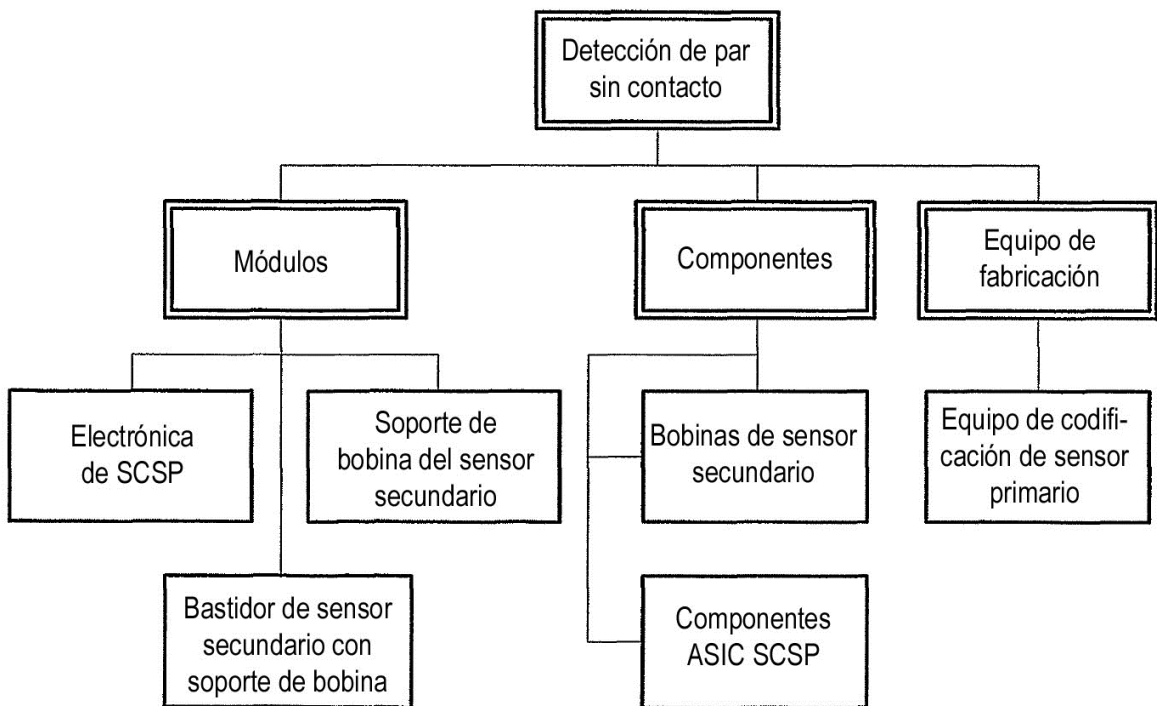 Detección de par
sin contacto
Módulos
Componentes
Equipo de
fabricación
Electrónica
de SCSP
Soporte de
bobina del sensor
secundario
Bobinas de sensor
secundario
Equipo de codifi-
cación de sensor
primario
Bastidor de sensor
secundario con
soporte de bobina
Componentes
ASIC SCSP